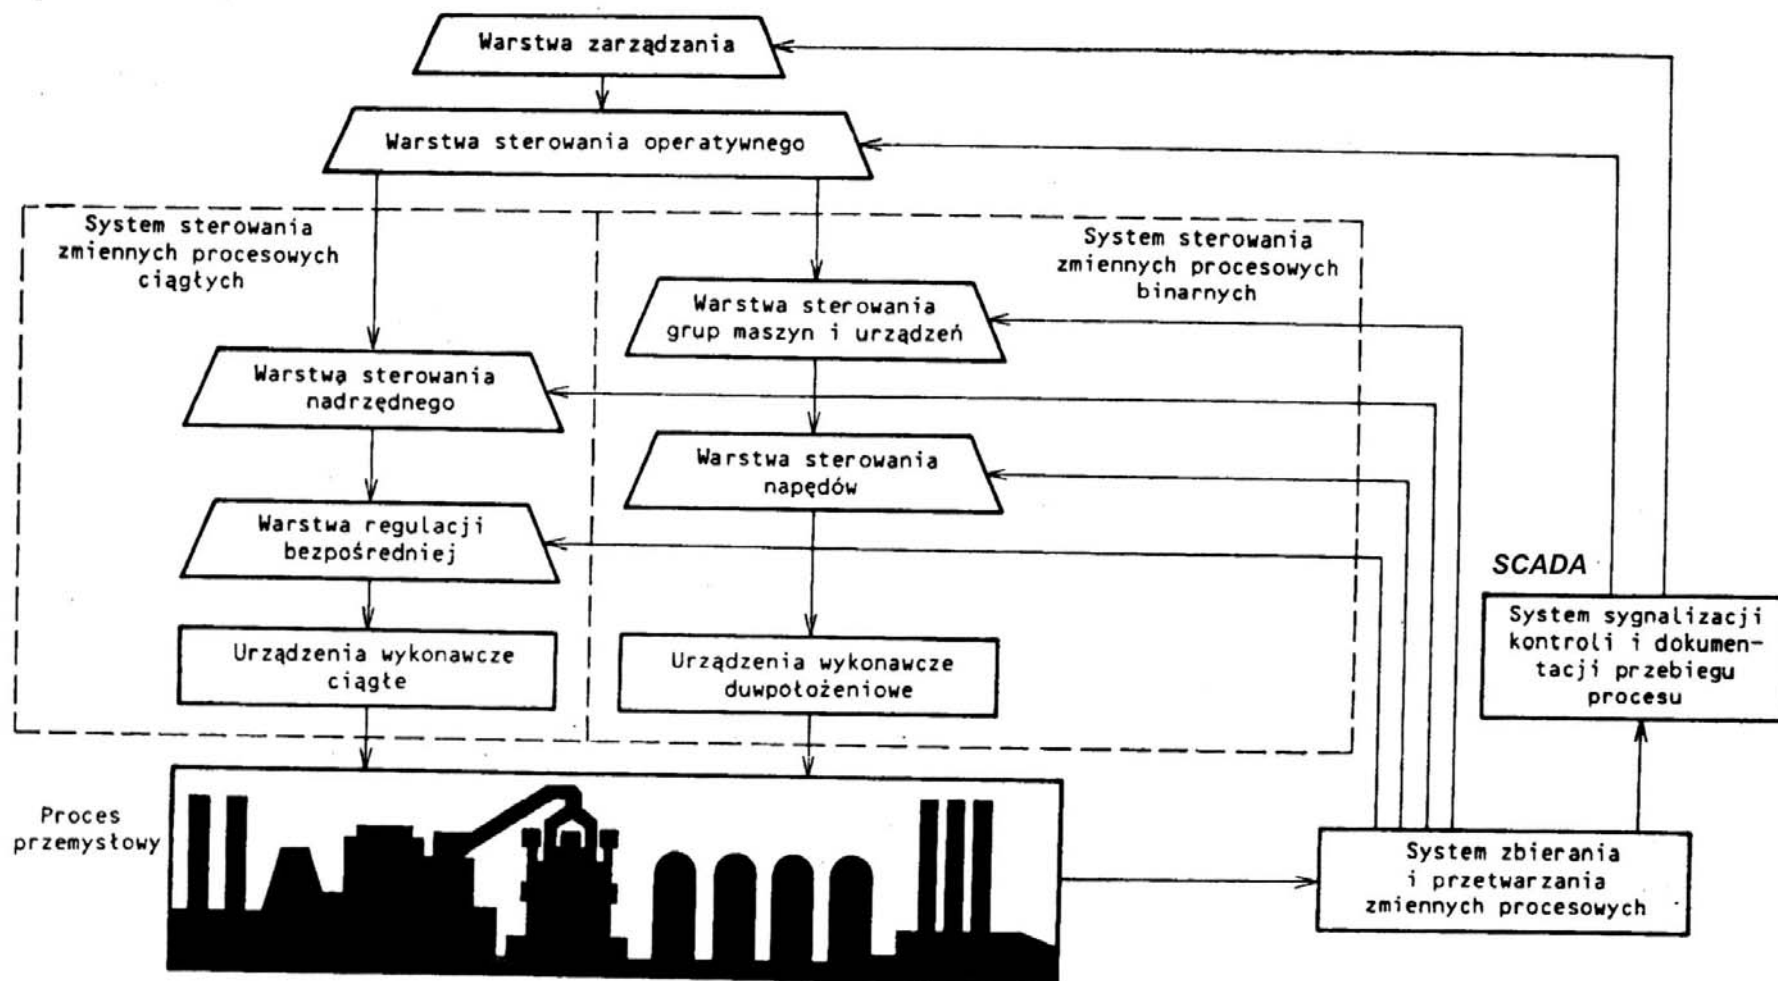 Warstwa zarządzania
Warstwa sterowania operatywnego
System sterowania
zmiennych procesowych
ciągłych
System sterowania
zmiennych procesowych
binarnych
Warstwa sterowania
grup maszyn i urządzeń
Warstwa sterowania
nadrzędnego
Warstwa sterowania
napędów
Warstwa regulacji
bezpośredniej
SCADA
System sygnalizacji
kontroli i dokumen-
tacji przebiegu
procesu
Urządzenia wykonawcze
ciągłe
Urządzenia wykonawcze
duwpołożeniowe
Proces
przemysłowy
System zbierania
i przetwarzania
zmiennych procesowych